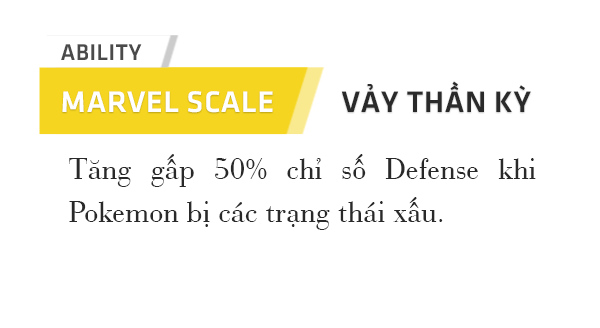 ABILITY
MARVEL SCALE VẢY THẦN KỲ
Tăng gấp 50% chỉ số Defense khi
Pokemon bị các trạng thái xấu.